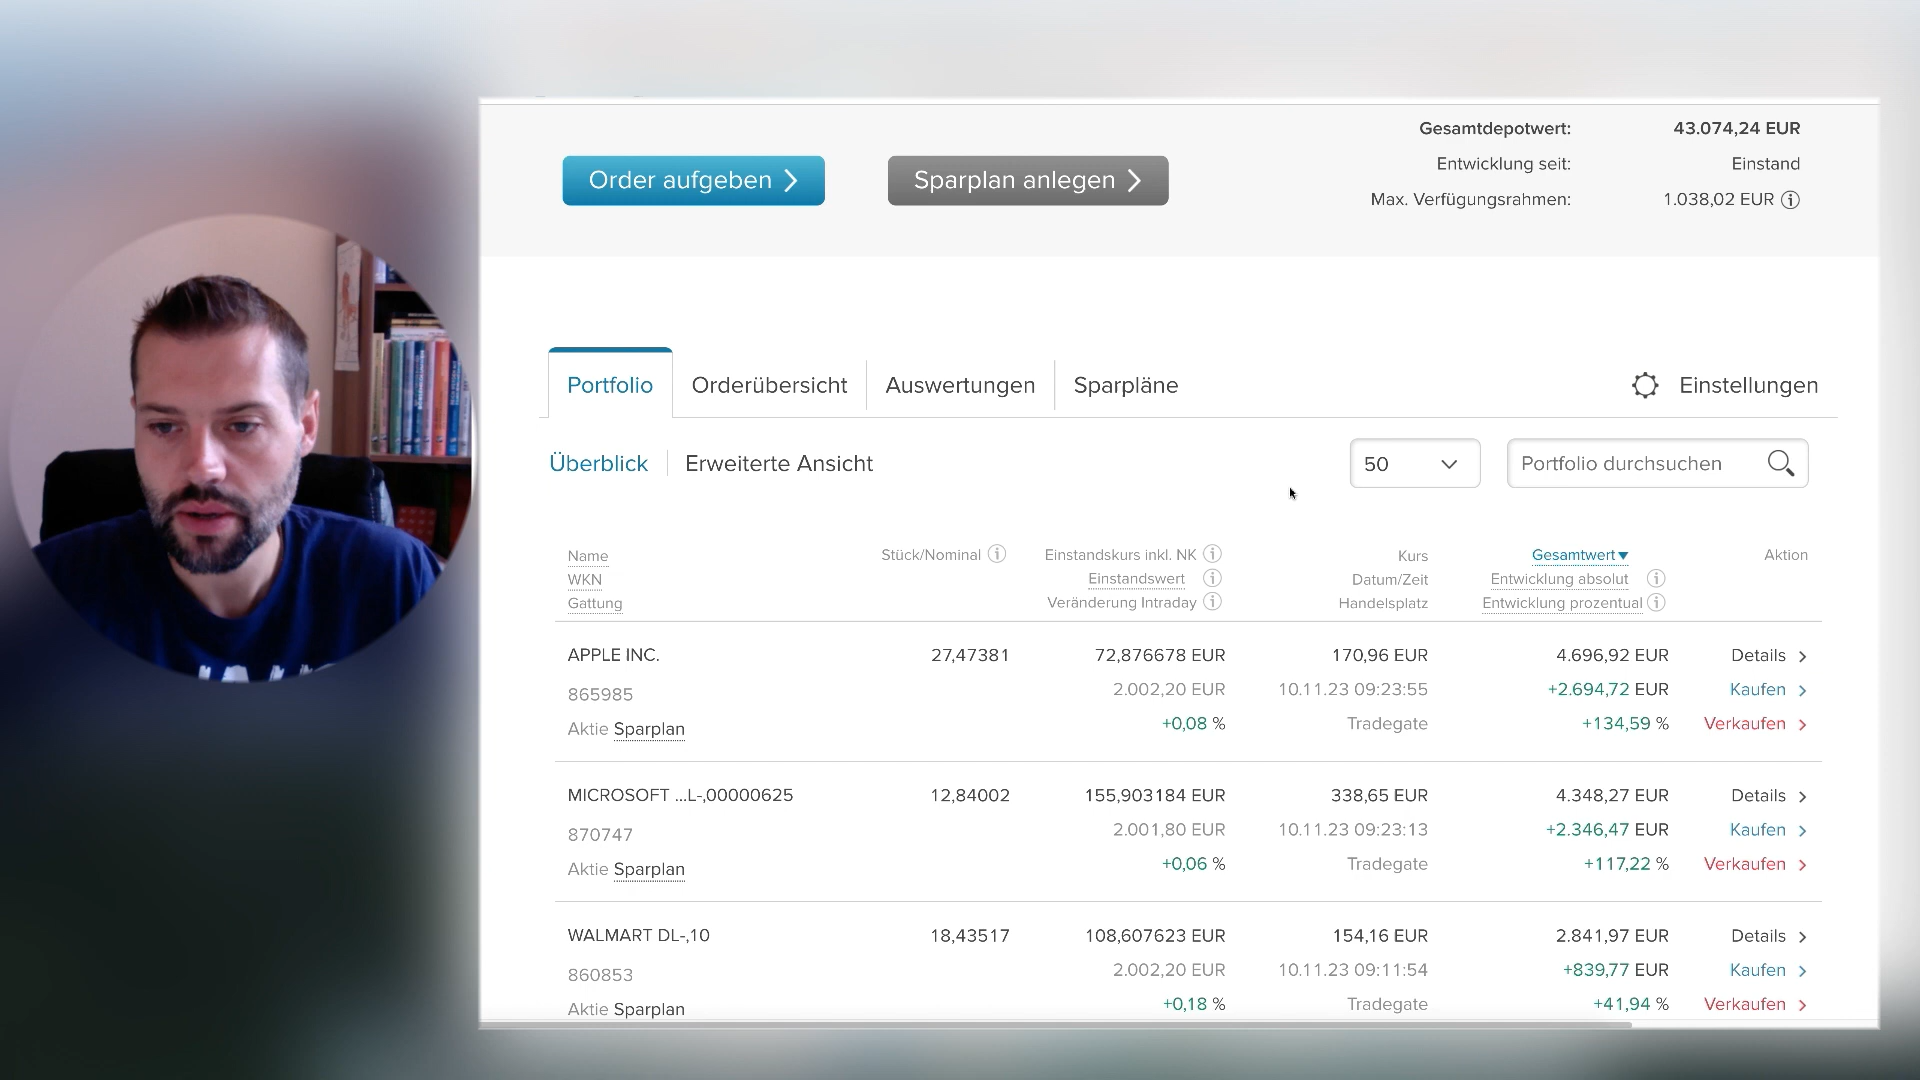 Gesamtdepotwert: 43.074,24 EUR
Order aufgeben
Sparplan anlegen
Entwicklung seit: Einstand
Max. Verfügungsrahmen: 1.038,02 EUR
Portfolio Orderübersicht Auswertungen Sparpläne Einstellungen
Überblick Erweiterte Ansicht 50 Portfolio durchsuchen
Name Stück/Nominal Einstandskurs inkl. NK Kurs Gesamtwert Aktion
WKN Einstandswert Datum/Zeit Entwicklung absolut
Gattung Veränderung Intraday Handelsplatz Entwicklung prozentual
APPLE INC. 27,47381 72,876678 EUR 170,96 EUR 4.696,92 EUR Details
865985 2.002,20 EUR 10.11.23 09:23:55 +2.694,72 EUR Kaufen
Aktie Sparplan +0,08 % Tradegate +134,59 % Verkaufen
MICROSOFT ...L-,00000625 12,84002 155,903184 EUR 338,65 EUR 4.348,27 EUR Details
870747 2.001,80 EUR 10.11.23 09:23:13 +2.346,47 EUR Kaufen
Aktie Sparplan +0,06 % Tradegate +117,22 % Verkaufen
WALMART DL-,10 18,43517 108,607623 EUR 154,16 EUR 2.841,97 EUR Details
860853 2.002,20 EUR 10.11.23 09:11:54 +839,77 EUR Kaufen
Aktie Sparplan +0,18 % Tradegate +41,94 % Verkaufen